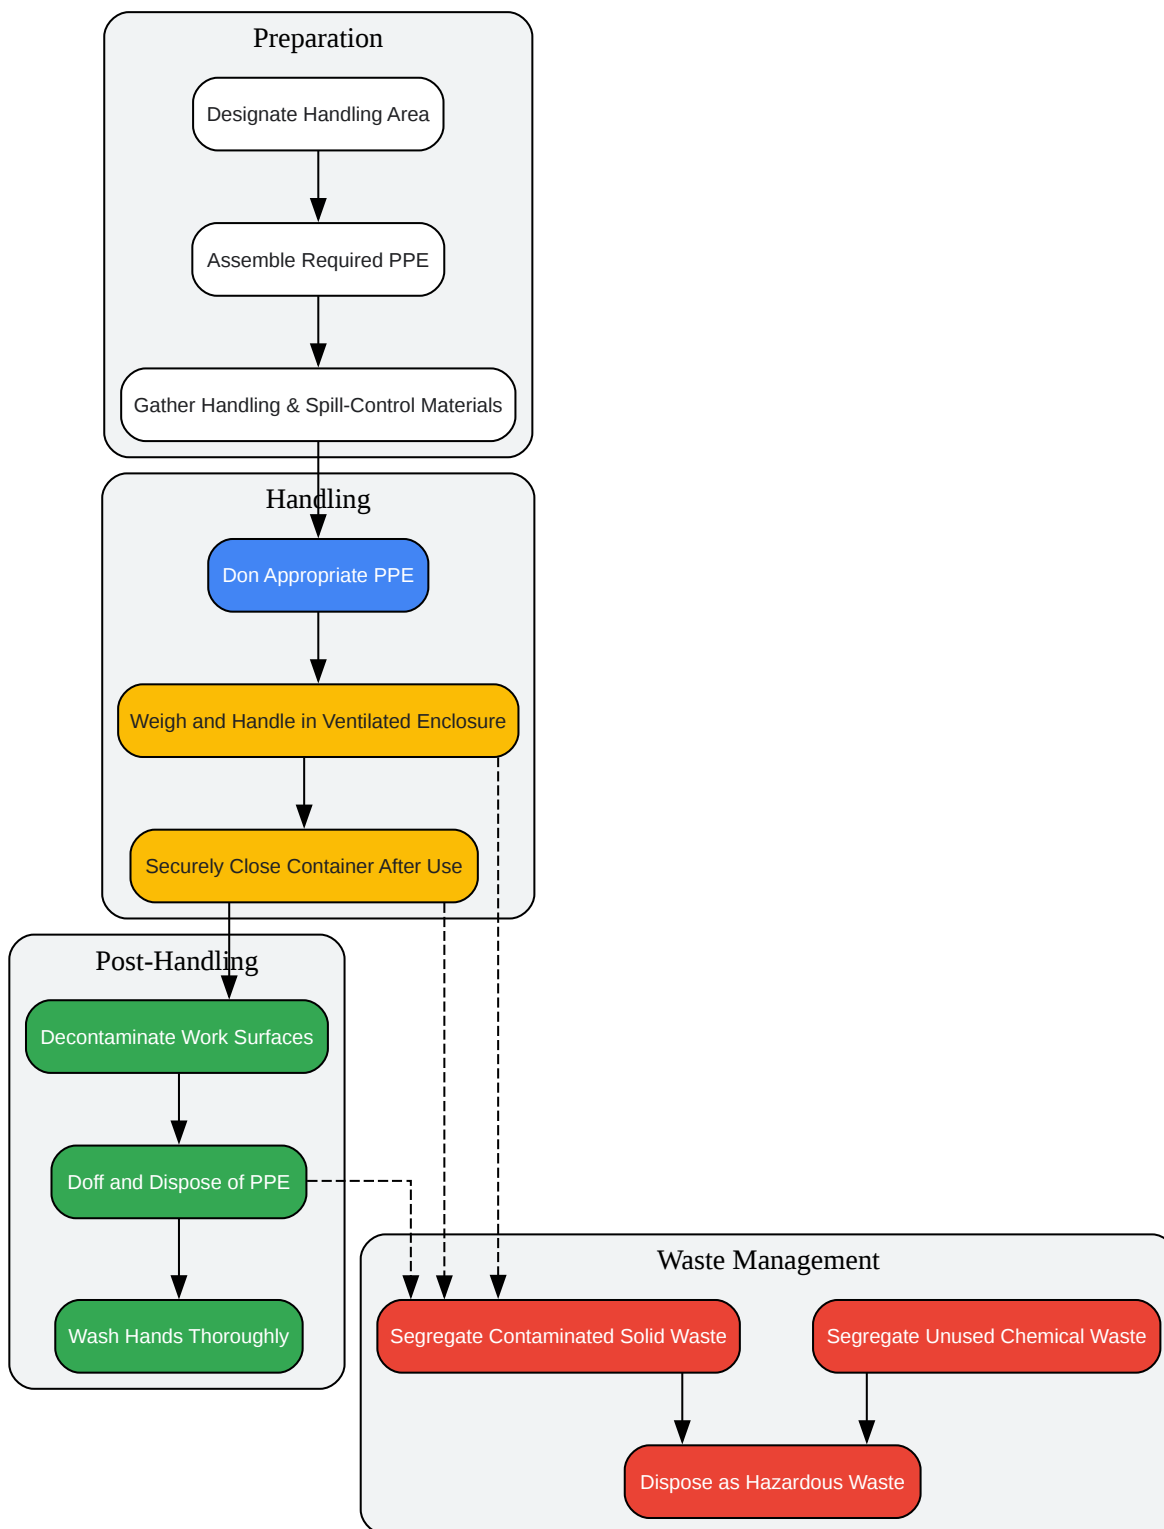 Preparation
Designate Handling Area
Assemble Required PPE
Gather Handling & Spill-Control Materials
Handling
Don Appropriate PPE
Weigh and Handle in Ventilated Enclosure
Securely Close Container After Use
Post-Handling
Decontaminate Work Surfaces
Doff and Dispose of PPE
Wash Hands Thoroughly
Waste Management
Segregate Contaminated Solid Waste
Segregate Unused Chemical Waste
Dispose as Hazardous Waste